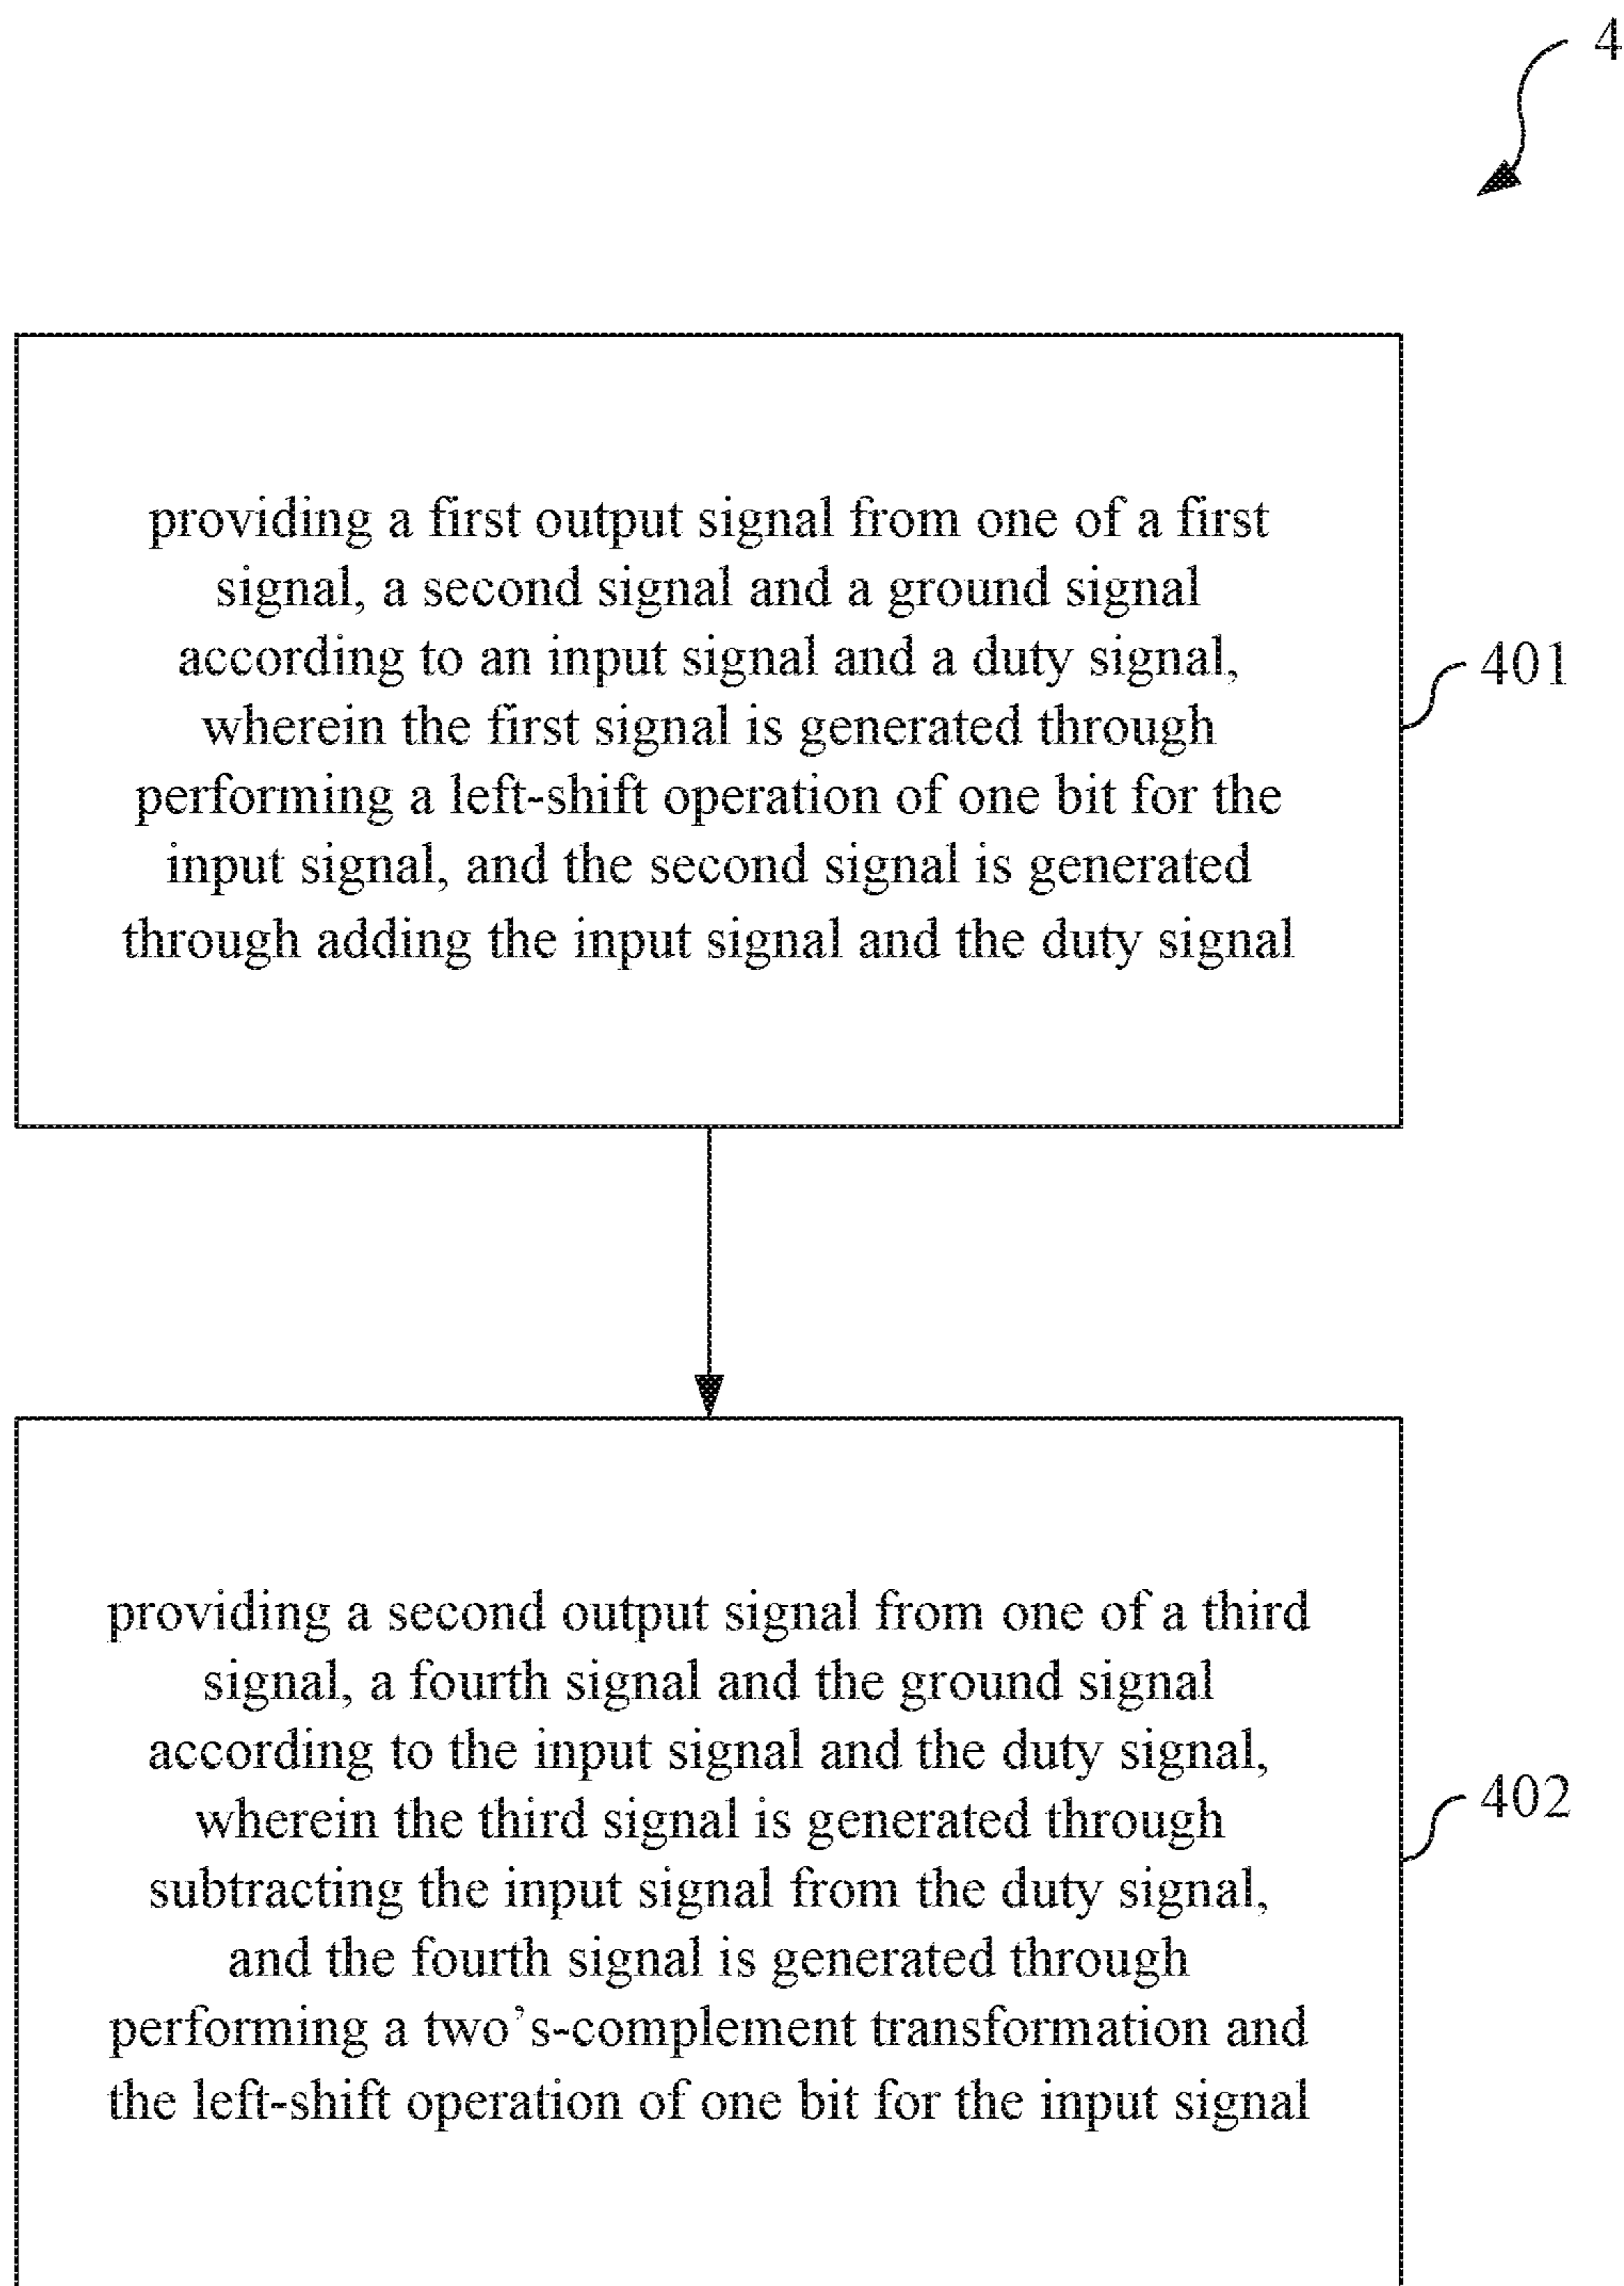 4
providing a first output signal from one of a first
signal, a second signal and a ground signal
according to an input signal and a duty signal,
wherein the first signal is generated through
performing a left-shift operation of one bit for the
input signal, and the second signal is generated
through adding the input signal and the duty signal
401
providing a second output signal from one of a third
signal, a fourth signal and the ground signal
according to the input signal and the duty signal,
wherein the third signal is generated through
subtracting the input signal from the duty signal,
and the fourth signal is generated through
performing a two's-complement transformation and
the left-shift operation of one bit for the input signal
402